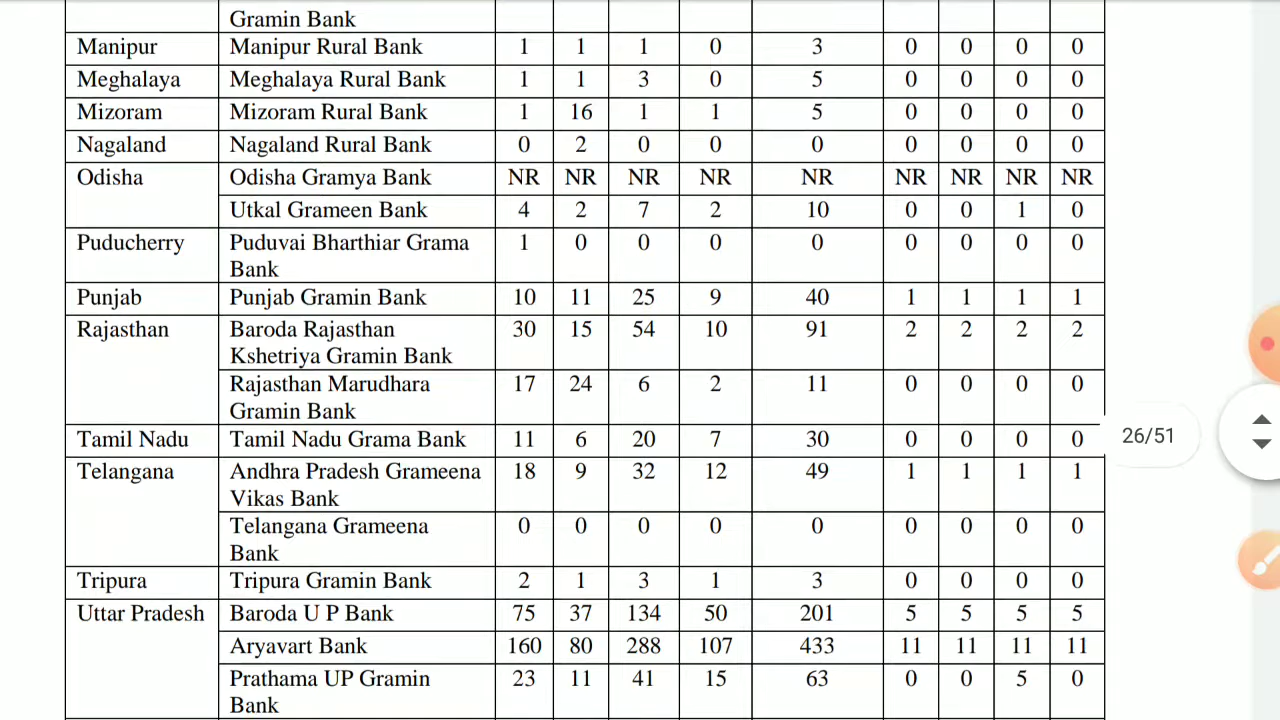 Gramin Bank
Manipur Manipur Rural Bank 1 1 1 0 3 0 0 0 0
Meghalaya Meghalaya Rural Bank 1 1 3 0 5 0 0 0 0
Mizoram Mizoram Rural Bank 1 16 1 1 5 0 0 0 0
Nagaland Nagaland Rural Bank 0 2 0 0 0 0 0 0 0
Odisha Odisha Gramya Bank NR NR NR NR NR NR NR NR NR
Utkal Grameen Bank 4 2 7 2 10 0 0 1 0
Puducherry Puduvai Bharthiar Grama 1 0 0 0 0 0 0 0 0
Bank
Punjab Punjab Gramin Bank 10 11 25 9 40 1 1 1 1
Rajasthan Baroda Rajasthan 30 15 54 10 91 2 2 2 2
Kshetriya Gramin Bank
Rajasthan Marudhara 17 24 6 2 11 0 0 0 0
Gramin Bank
Tamil Nadu Tamil Nadu Grama Bank 11 6 20 7 30 0 0 0 0
26/51
Telangana Andhra Pradesh Grameena 18 9 32 12 49 1 1 1 1
Vikas Bank
Telangana Grameena 0 0 0 0 0 0 0 0 0
Bank
Tripura Tripura Gramin Bank 2 1 3 1 3 0 0 0 0
Uttar Pradesh Baroda U P Bank 75 37 134 50 201 5 5 5 5
Aryavart Bank 160 80 288 107 433 11 11 11 11
Prathama UP Gramin 23 11 41 15 63 0 0 5 0
Bank